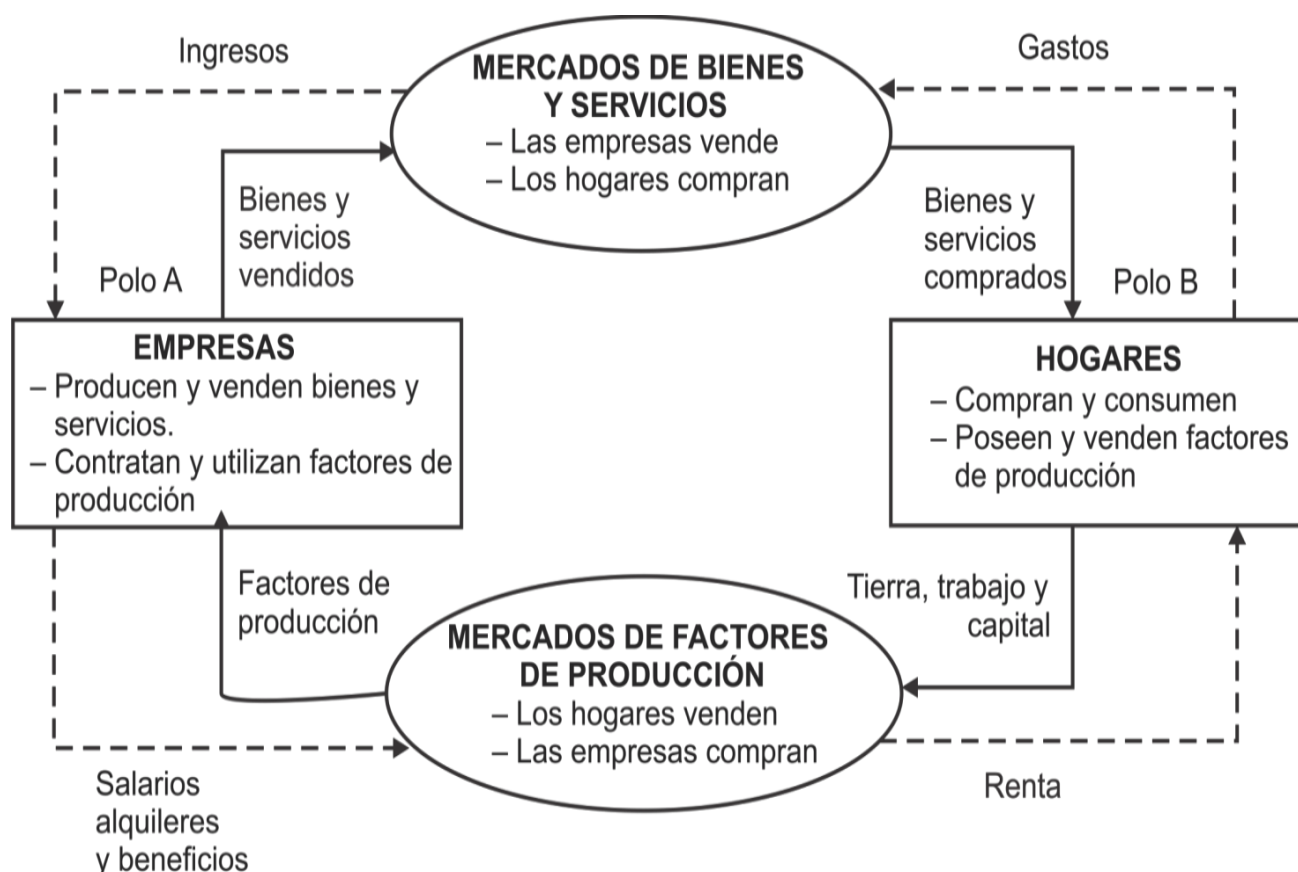 Ingresos
MERCADOS DE BIENES
Y SERVICIOS
– Las empresas vende
– Los hogares compran
Gastos
Bienes y
servicios
vendidos
Bienes y
servicios
comprados
Polo A
Polo B
EMPRESAS
– Producen y venden bienes y
servicios.
– Contratan y utilizan factores de
producción
HOGARES
– Compran y consumen
– Poseen y venden factores
de producción
Factores de
producción
Tierra, trabajo y
capital
MERCADOS DE FACTORES
DE PRODUCCIÓN
– Los hogares venden
– Las empresas compran
Salarios
alquileres
y beneficios
Renta